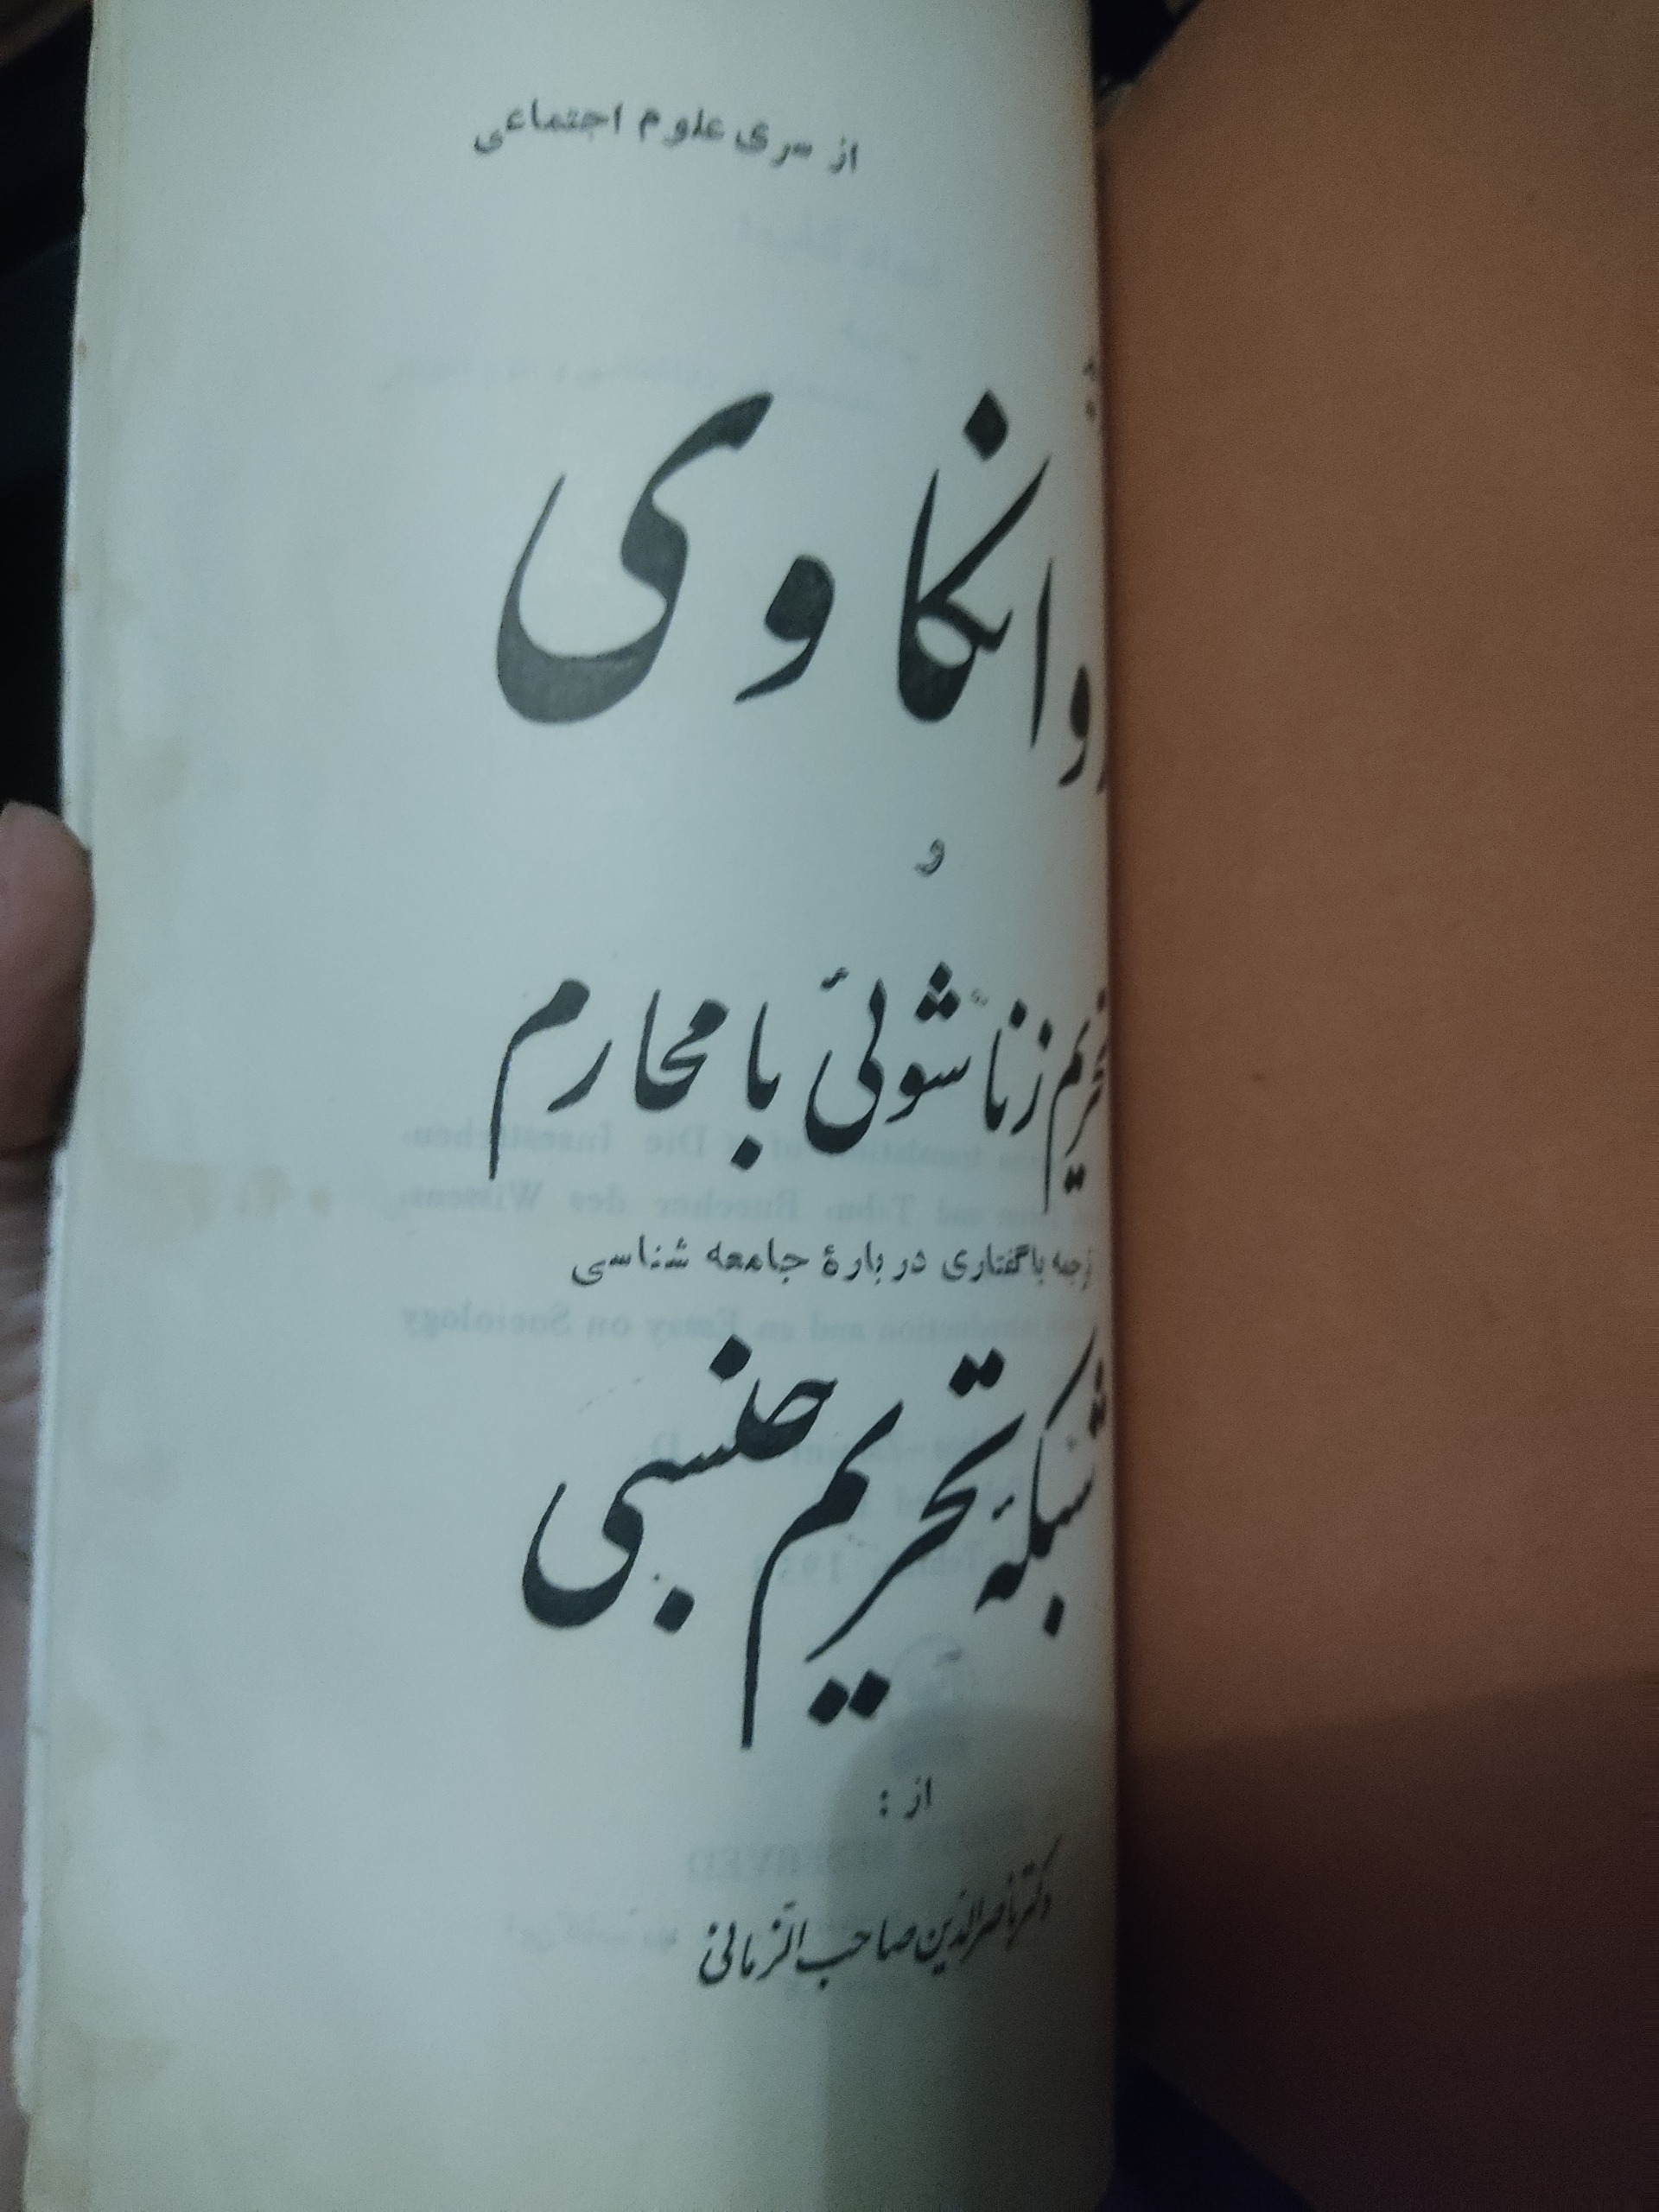 از سری علوم اجتماعی
روانکاوی
و
تحریم زناشوئی با محارم
ترجمه با گفتاری دربارهٔ جامعه شناسی
شبکهٔ تحریم جنسی
از :
دکتر ناصرالدین صاحب الزمانی